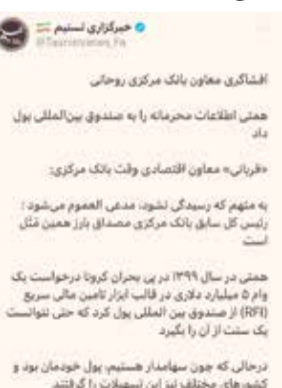 خبرگزاری تسنیم
@Tasnimnews_Fa
افشاگری معاون بانک مرکزی روحانی
همتی اطلاعات محرمانه را به صندوق بین‌المللی پول
داد
«قربانی» معاون اقتصادی وقت بانک مرکزی:
به متهم که رسیدگی نشود، مدعی العموم می‌شود؛
رئیس کل سابق بانک مرکزی مصداق بارز همین مَثَل
است
همتی در سال ۱۳۹۹ در پی بحران کرونا درخواست یک
وام ۵ میلیارد دلاری در قالب ابزار تامین مالی سریع
(RFI) از صندوق بین المللی پول کرد که حتی نتوانست
یک سنت از آن را بگیرد
درحالی که چون سهامدار هستیم، پول خودمان بود و
کشورهای مختلف نیز این تسهیلات را گرفتند